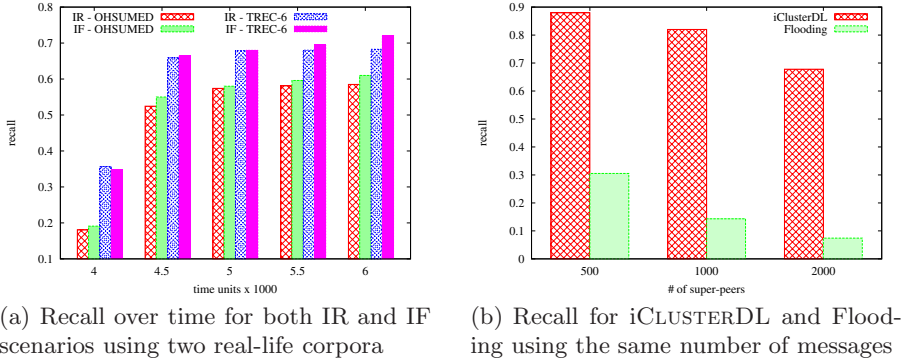 IR - OHSUMED
IF - OHSUMED
IR - TREC-6
IF - TREC-6
0.8
0.7
0.6
0.5
0.4
0.3
0.2
0.1
recall
4 4.5 5 5.5 6
time units x 1000
(a) Recall over time for both IR and IF
scenarios using two real-life corpora
iClusterDL
Flooding
0.9
0.8
0.7
0.6
0.5
0.4
0.3
0.2
0.1
0
recall
500 1000 2000
# of super-peers
(b) Recall for iCLUSTERDL and Flood-
ing using the same number of messages